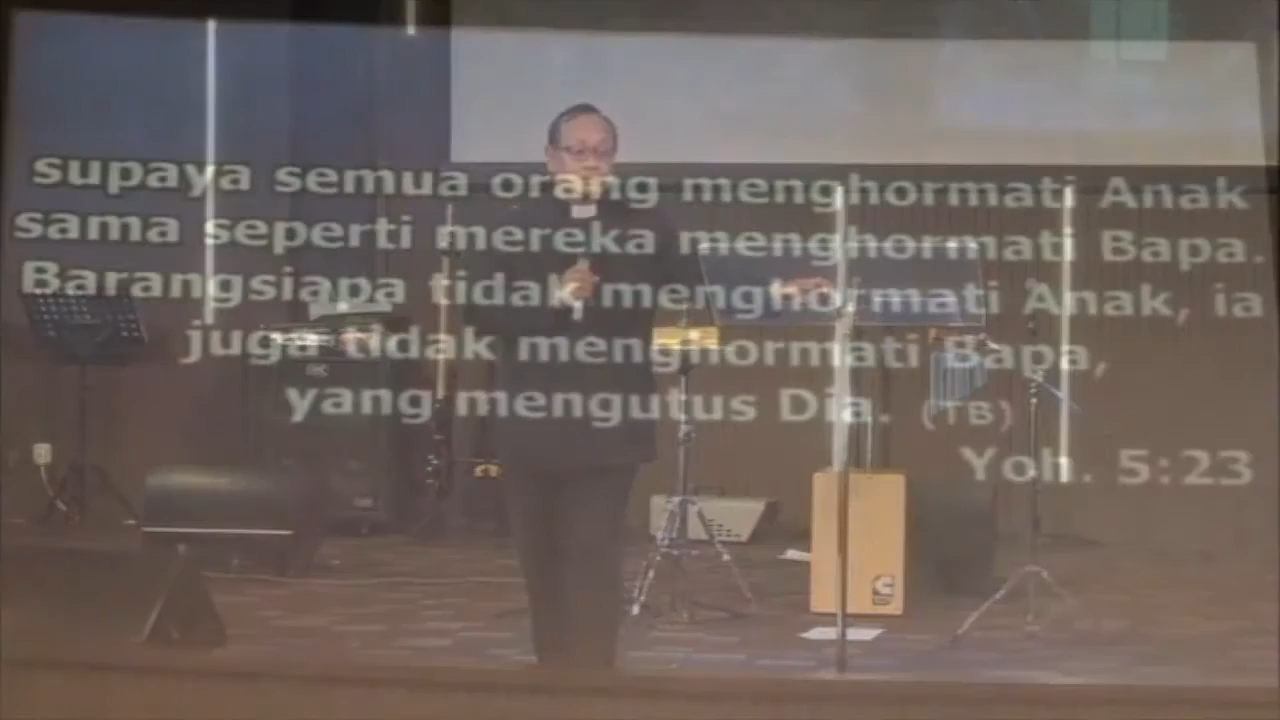 supaya semua orang menghormati Anak
sama seperti mereka menghormati Bapa.
Barangsiapa tidak menghormati Anak, ia
juga tidak menghormati Bapa,
yang mengutus Dia. (TB)
Yoh. 5:23